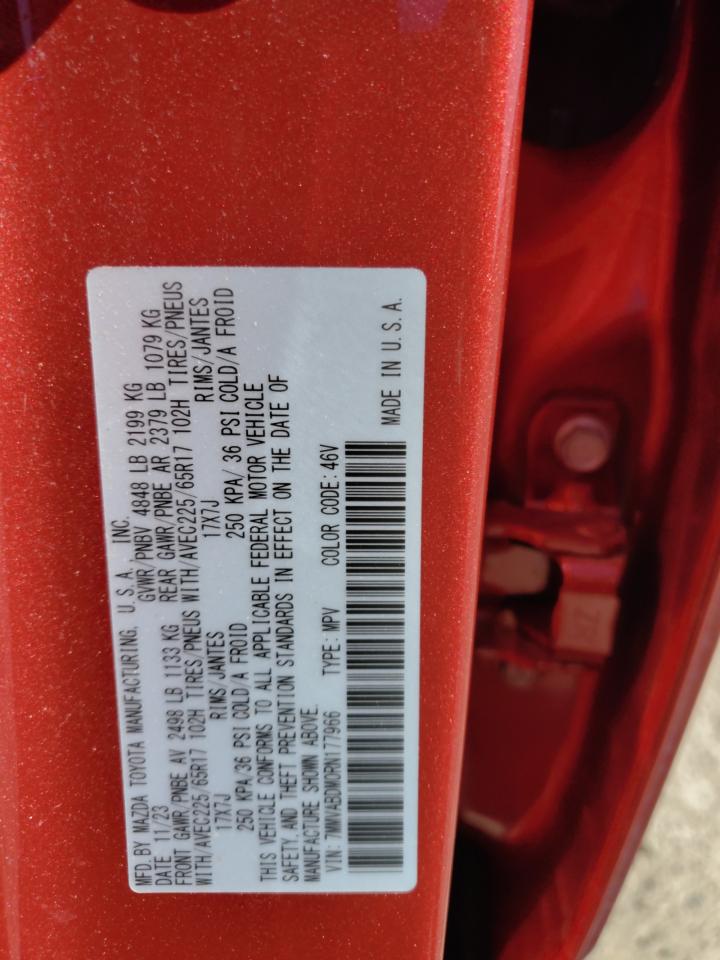 MFD. BY MAZDA TOYOTA MANUFACTURING, U.S.A. INC.
DATE 11/23 GVWR/PNBV 4848 LB 2199 KG
FRONT GAWR/PNBE AV 2498 LB 1133 KG REAR GAWR/PNBE AR 2379 LB 1079 KG
WITH/AVEC225/65R17 102H TIRES/PNEUS WITH/AVEC225/65R17 102H TIRES/PNEUS
17X7J RIMS/JANTES 17X7J RIMS/JANTES
250 KPA/36 PSI COLD/A FROID 250 KPA/ 36 PSI COLD/A FROID
THIS VEHICLE CONFORMS TO ALL APPLICABLE FEDERAL MOTOR VEHICLE
SAFETY, AND THEFT PREVENTION STANDARDS IN EFFECT ON THE DATE OF
MANUFACTURE SHOWN ABOVE.
VIN: 7MMVABDM0RN177966 TYPE: MPV COLOR CODE: 46V
MADE IN U.S.A.